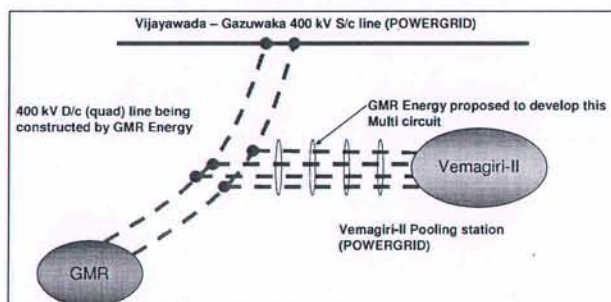 Vijayawada – Gazuwaka 400 kV S/c line (POWERGRID)
400 kV D/c (quad) line being
constructed by GMR Energy
GMR Energy proposed to develop this
Multi circuit
Vemagiri-II
Vemagiri-II Pooling station
(POWERGRID)
GMR